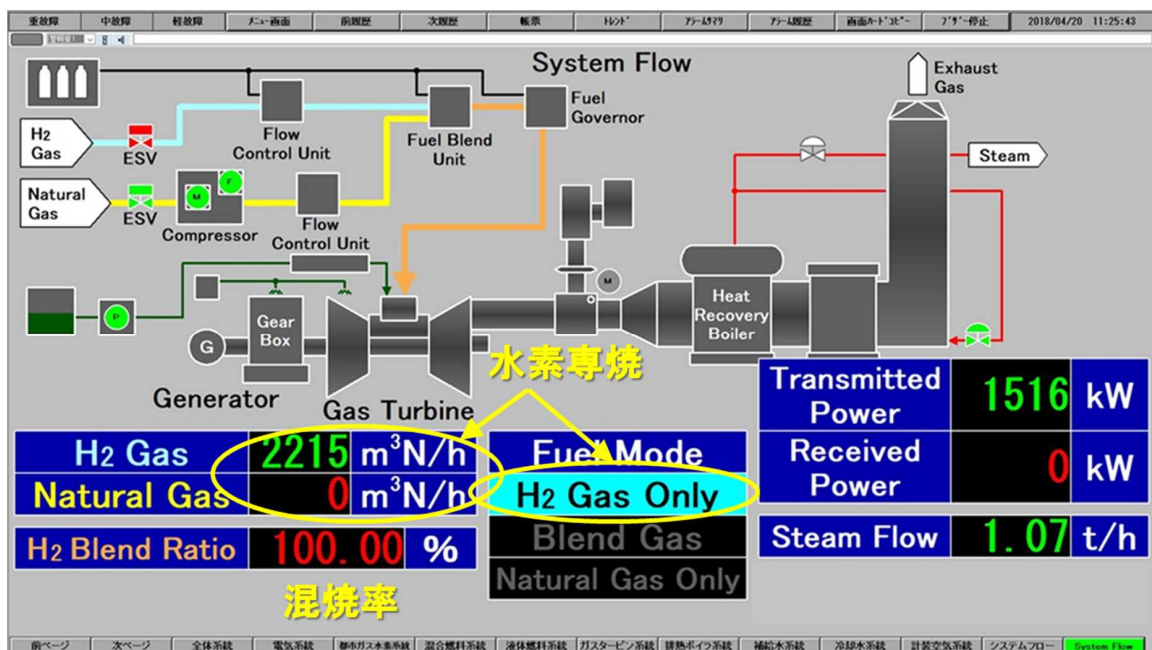 重故障 中故障 軽故障 メニュー画面 前履歴 次履歴 帳票 トレンド アラームサマリ アラーム履歴 画面ハードコピー ブザー停止 2018/04/20 11:25:43
System Flow
Exhaust
Gas
H2
Gas
ESV
Flow
Control Unit
Fuel Blend
Unit
Fuel
Governor
Steam
Natural
Gas
ESV
M
F
Compressor
Flow
Control Unit
P
G
Gear
Box
M
Heat
Recovery
Boiler
Generator
Gas Turbine
水素専焼
H2 Gas 2215 m³N/h
Natural Gas 0 m³N/h
H2 Blend Ratio 100.00 %
混焼率
Fuel Mode
H2 Gas Only
Blend Gas
Natural Gas Only
Transmitted
Power
1516 kW
Received
Power
0 kW
Steam Flow 1.07 t/h
前ページ 次ページ 全体系統 電気系統 都市ガス水素系統 混合燃料系統 液体燃料系統 ガスタービン系統 排熱ボイラ系統 補給水系統 冷却水系統 計装空気系統 システムフロー System Flow